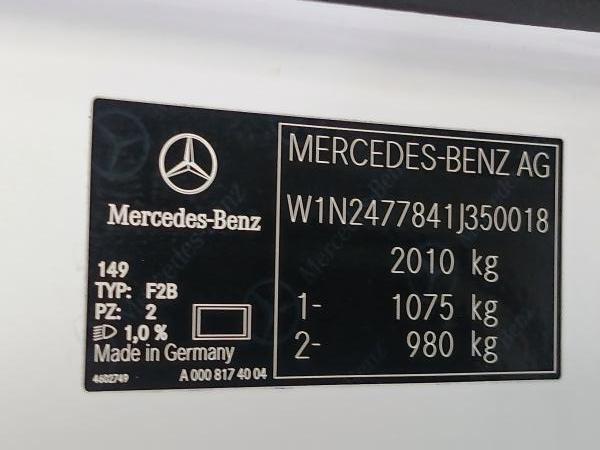 Mercedes-Benz
149
TYP: F2B
PZ: 2
1,0 %
Made in Germany
4692749
A 000 817 40 04
MERCEDES-BENZ AG
W1N2477841J350018
2010 kg
1- 1075 kg
2- 980 kg